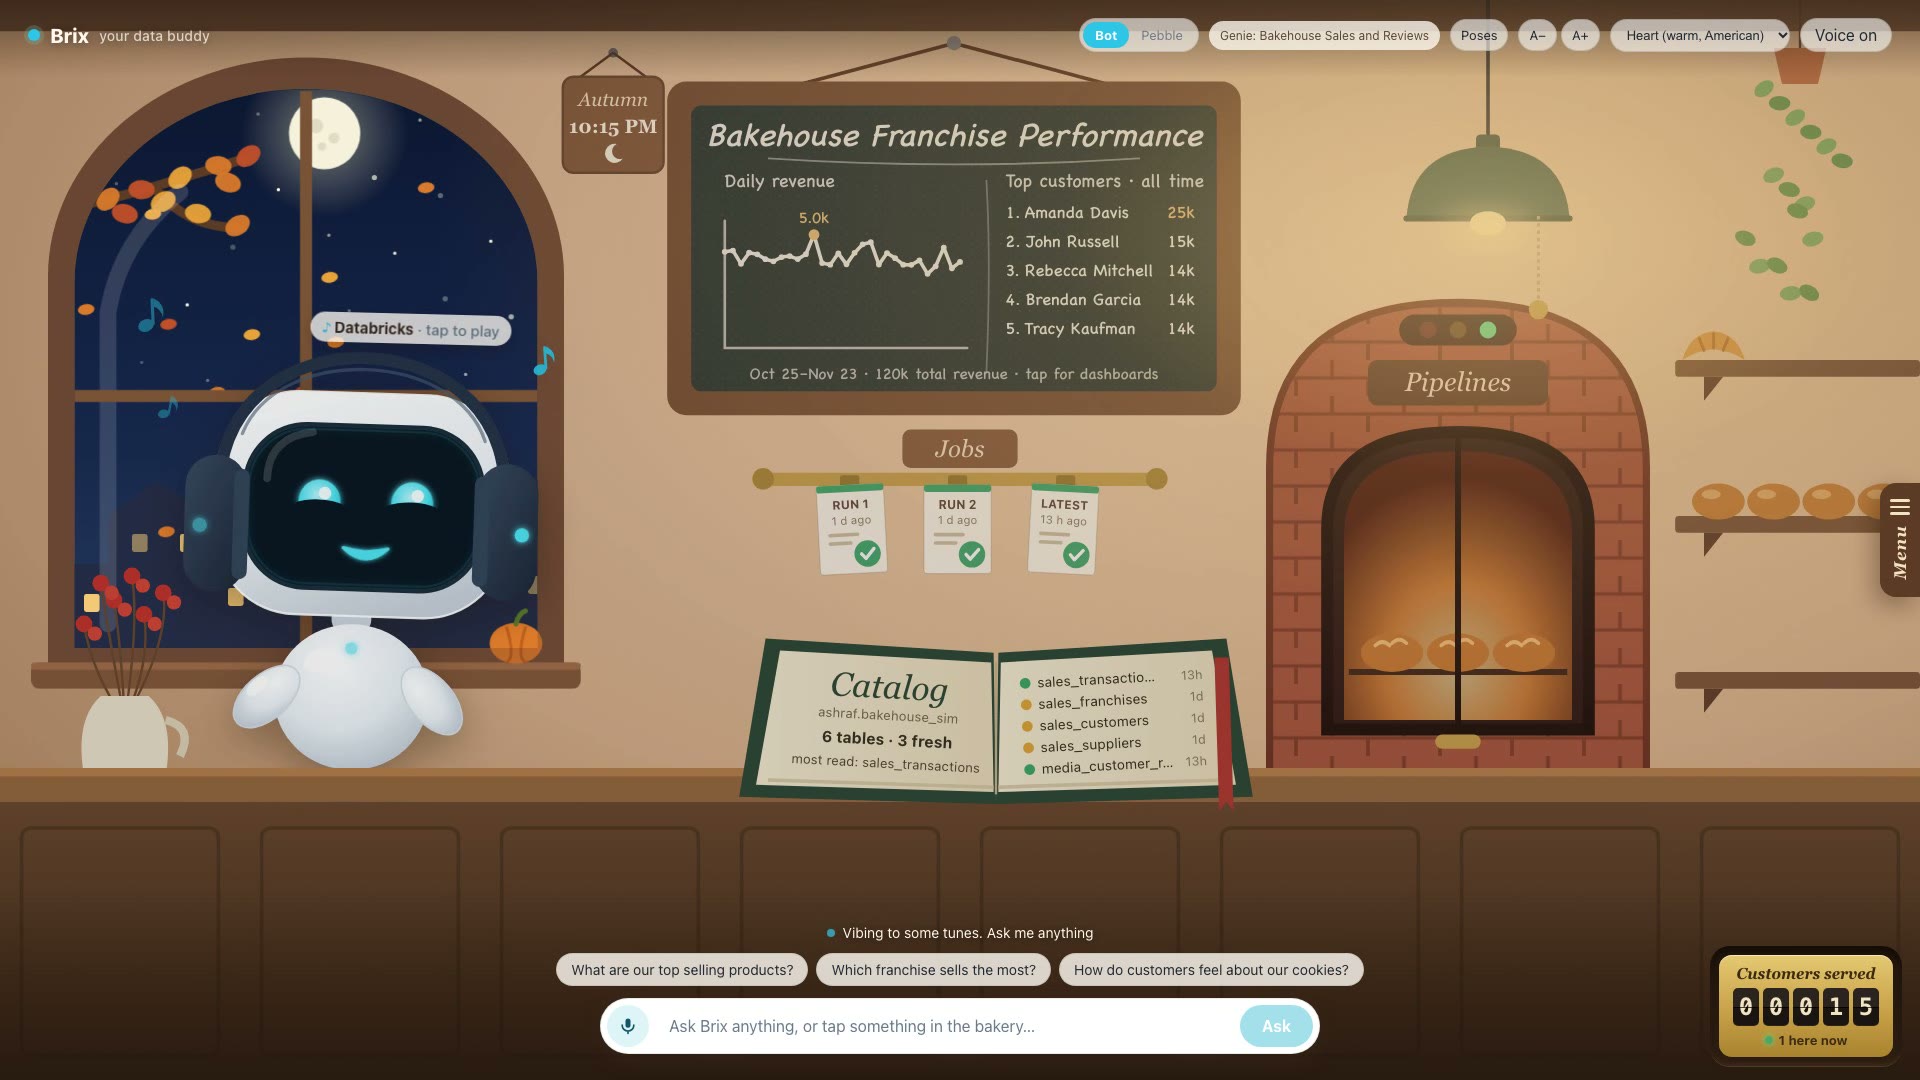 Brix your data buddy
Bot Pebble
Genie: Bakehouse Sales and Reviews
Poses
A− A+
Heart (warm, American)
Voice on
Autumn
10:15 PM
Bakehouse Franchise Performance
Daily revenue
5.0k
Top customers · all time
1. Amanda Davis 25k
2. John Russell 15k
3. Rebecca Mitchell 14k
4. Brendan Garcia 14k
5. Tracy Kaufman 14k
Oct 25–Nov 23 · 120k total revenue · tap for dashboards
♪ Databricks · tap to play
Pipelines
Jobs
RUN 1
1 d ago
RUN 2
1 d ago
LATEST
13 h ago
Menu
Catalog
ashraf.bakehouse_sim
6 tables · 3 fresh
most read: sales_transactions
sales_transactio... 13h
sales_franchises 1d
sales_customers 1d
sales_suppliers 1d
media_customer_r... 13h
Vibing to some tunes. Ask me anything
What are our top selling products?
Which franchise sells the most?
How do customers feel about our cookies?
Ask Brix anything, or tap something in the bakery...
Ask
Customers served
00015
1 here now